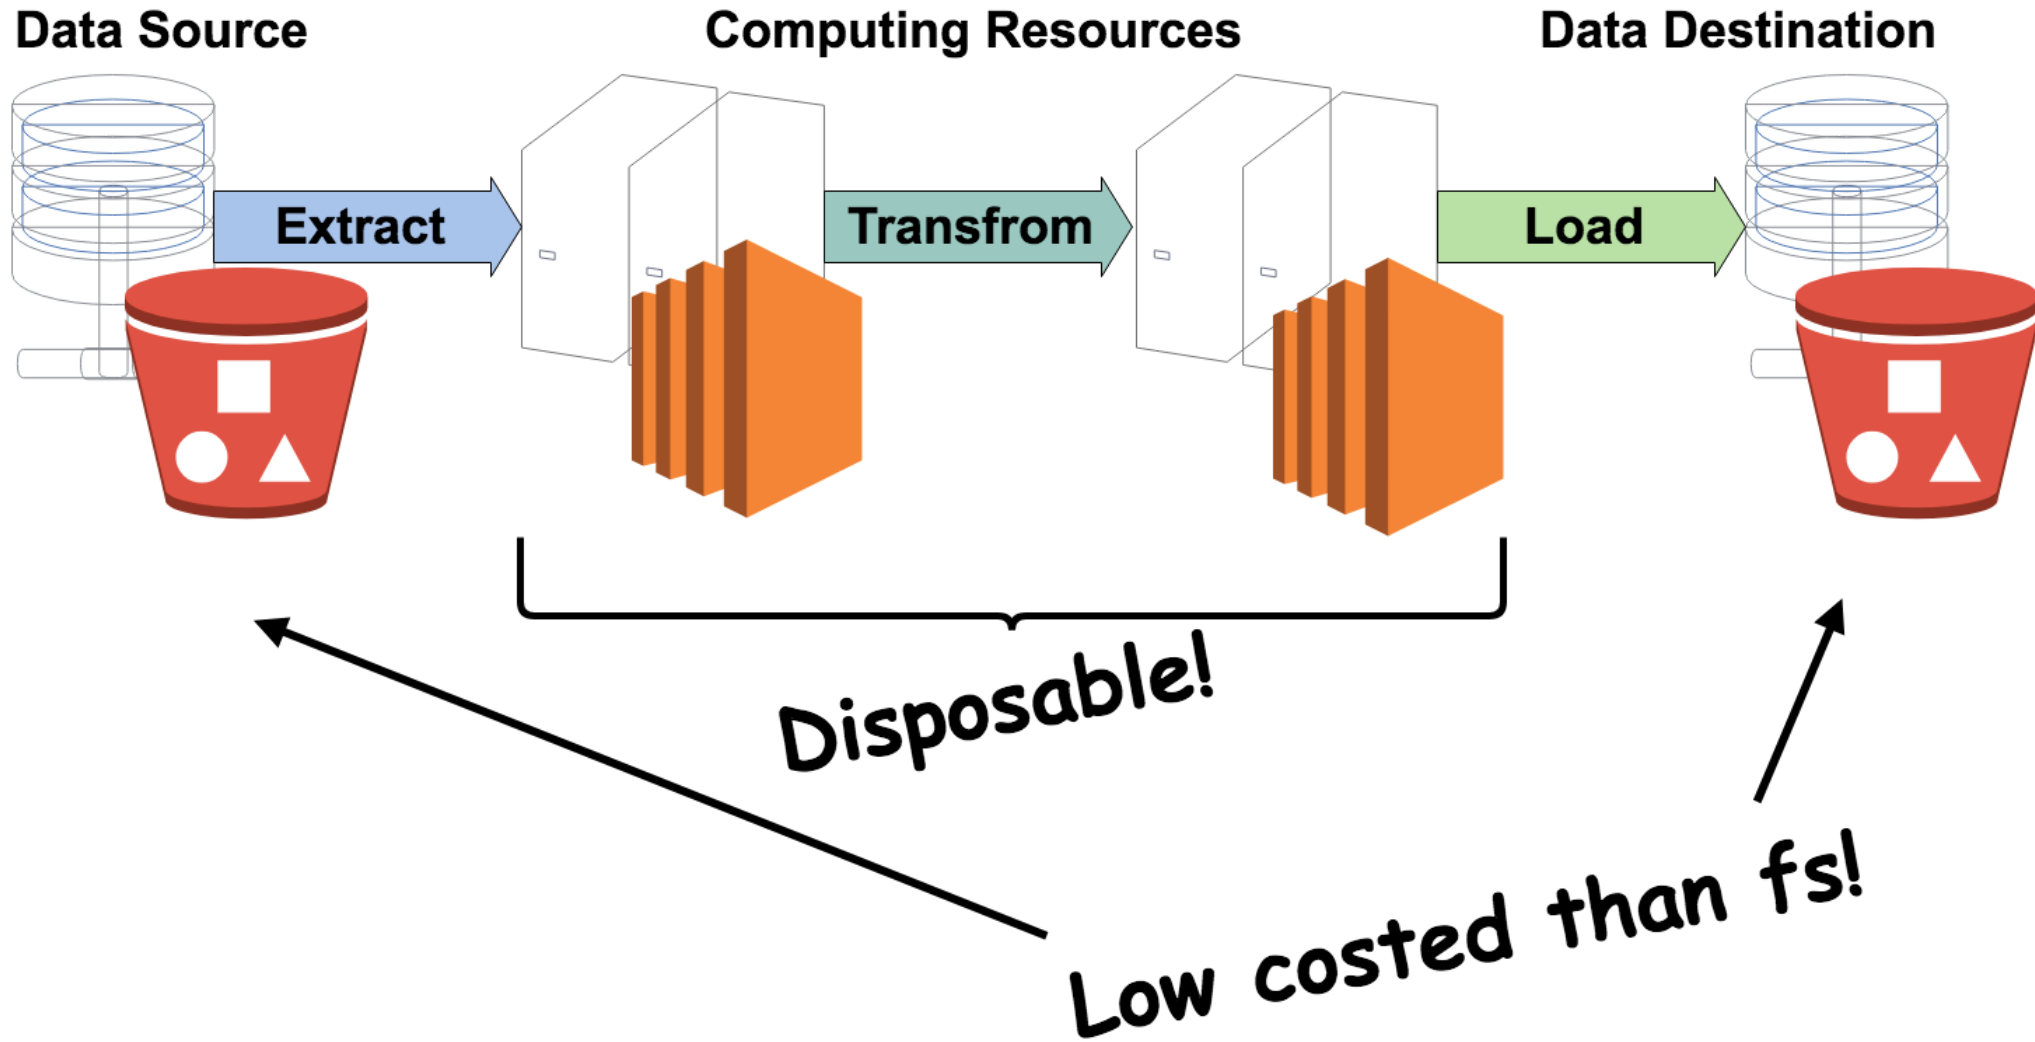 Data Source
Computing Resources
Data Destination
Extract
Transfrom
Load
Disposable!
Low costed than fs!